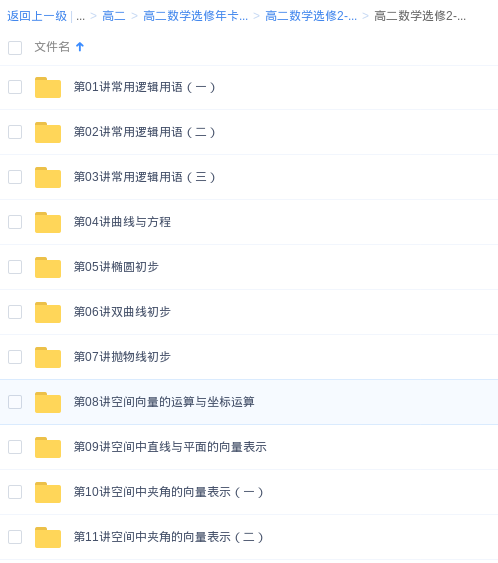 返回上一级 | ... > 高二 > 高二数学选修年卡... > 高二数学选修2-... > 高二数学选修2-...
文件名
第01讲常用逻辑用语（一）
第02讲常用逻辑用语（二）
第03讲常用逻辑用语（三）
第04讲曲线与方程
第05讲椭圆初步
第06讲双曲线初步
第07讲抛物线初步
第08讲空间向量的运算与坐标运算
第09讲空间中直线与平面的向量表示
第10讲空间中夹角的向量表示（一）
第11讲空间中夹角的向量表示（二）